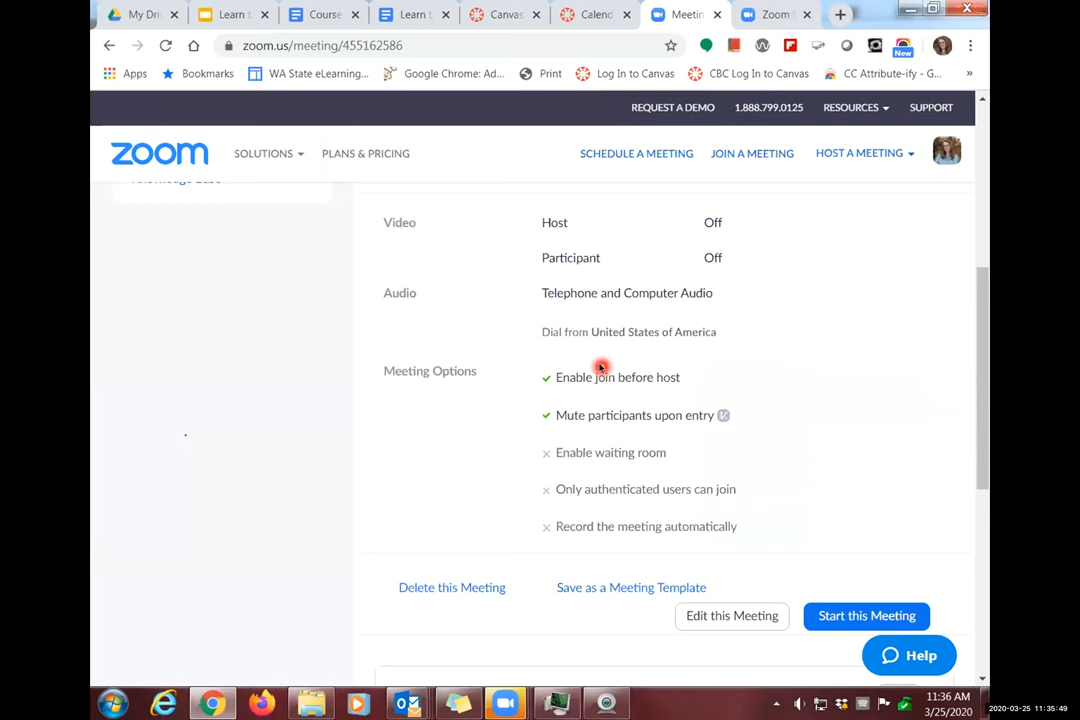 My Dri
Learn t
Course
Learn t
Canvas
Calend
Meetin
Zoom
zoom.us/meeting/455162586
New
Apps
Bookmarks
WA State eLearning...
Google Chrome: Ad...
Print
Log In to Canvas
CBC Log In to Canvas
CC Attribute-ify - G...
»
REQUEST A DEMO
1.888.799.0125
RESOURCES
SUPPORT
zoom
SOLUTIONS
PLANS & PRICING
SCHEDULE A MEETING
JOIN A MEETING
HOST A MEETING
Video
Host
Off
Participant
Off
Audio
Telephone and Computer Audio
Dial from United States of America
Meeting Options
Enable join before host
Mute participants upon entry
Enable waiting room
Only authenticated users can join
Record the meeting automatically
Delete this Meeting
Save as a Meeting Template
Edit this Meeting
Start this Meeting
Help
11:36 AM
3/25/2020
2020-03-25 11:35:49